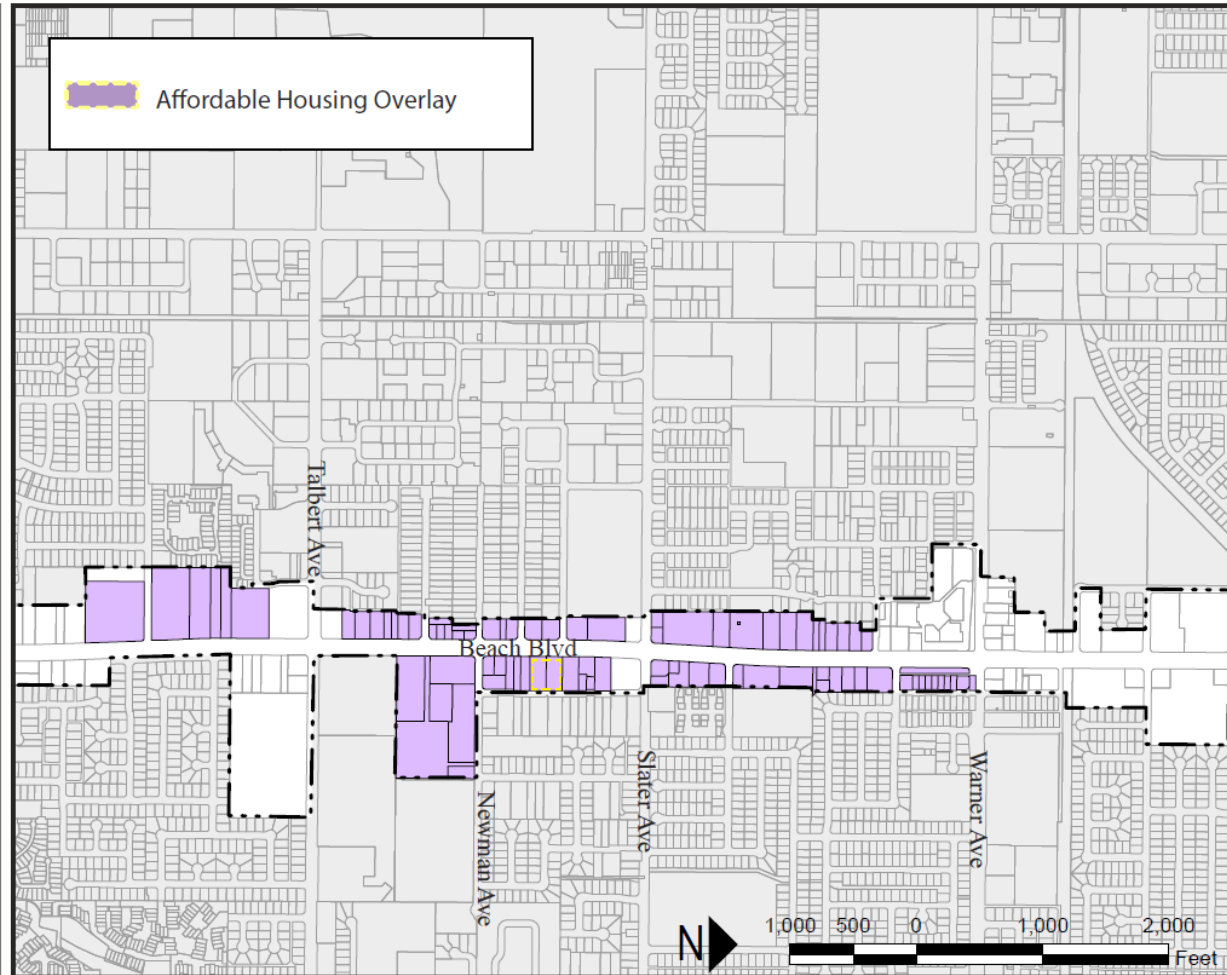 Affordable Housing Overlay
Talbert Ave
Beach Blvd
Slater Ave
Warner Ave
Newman Ave
N
1,000 500 0 1,000 2,000
Feet